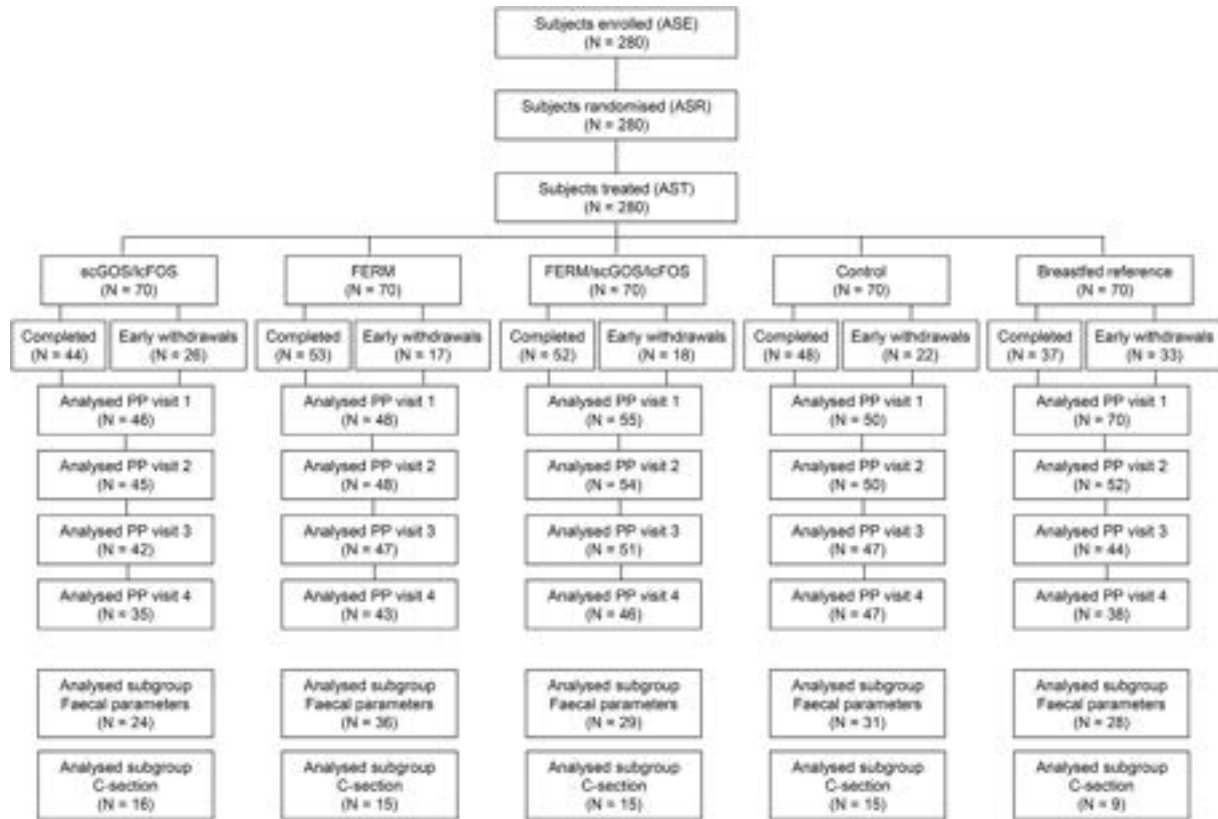 Subjects enrolled (ASE)
(N = 280)
Subjects randomised (ASR)
(N = 280)
Subjects treated (AST)
(N = 280)
scGOS/lcFOS
(N = 70)
FERM
(N = 70)
FERM/scGOS/lcFOS
(N = 70)
Control
(N = 70)
Breastfed reference
(N = 70)
Completed
(N = 44)
Early withdrawals
(N = 26)
Completed
(N = 53)
Early withdrawals
(N = 17)
Completed
(N = 52)
Early withdrawals
(N = 18)
Completed
(N = 48)
Early withdrawals
(N = 22)
Completed
(N = 37)
Early withdrawals
(N = 33)
Analysed PP visit 1
(N = 46)
Analysed PP visit 1
(N = 48)
Analysed PP visit 1
(N = 55)
Analysed PP visit 1
(N = 50)
Analysed PP visit 1
(N = 70)
Analysed PP visit 2
(N = 45)
Analysed PP visit 2
(N = 48)
Analysed PP visit 2
(N = 54)
Analysed PP visit 2
(N = 50)
Analysed PP visit 2
(N = 52)
Analysed PP visit 3
(N = 42)
Analysed PP visit 3
(N = 47)
Analysed PP visit 3
(N = 51)
Analysed PP visit 3
(N = 47)
Analysed PP visit 3
(N = 44)
Analysed PP visit 4
(N = 35)
Analysed PP visit 4
(N = 43)
Analysed PP visit 4
(N = 46)
Analysed PP visit 4
(N = 47)
Analysed PP visit 4
(N = 38)
Analysed subgroup
Faecal parameters
(N = 24)
Analysed subgroup
Faecal parameters
(N = 36)
Analysed subgroup
Faecal parameters
(N = 29)
Analysed subgroup
Faecal parameters
(N = 31)
Analysed subgroup
Faecal parameters
(N = 28)
Analysed subgroup
C-section
(N = 16)
Analysed subgroup
C-section
(N = 15)
Analysed subgroup
C-section
(N = 15)
Analysed subgroup
C-section
(N = 15)
Analysed subgroup
C-section
(N = 9)